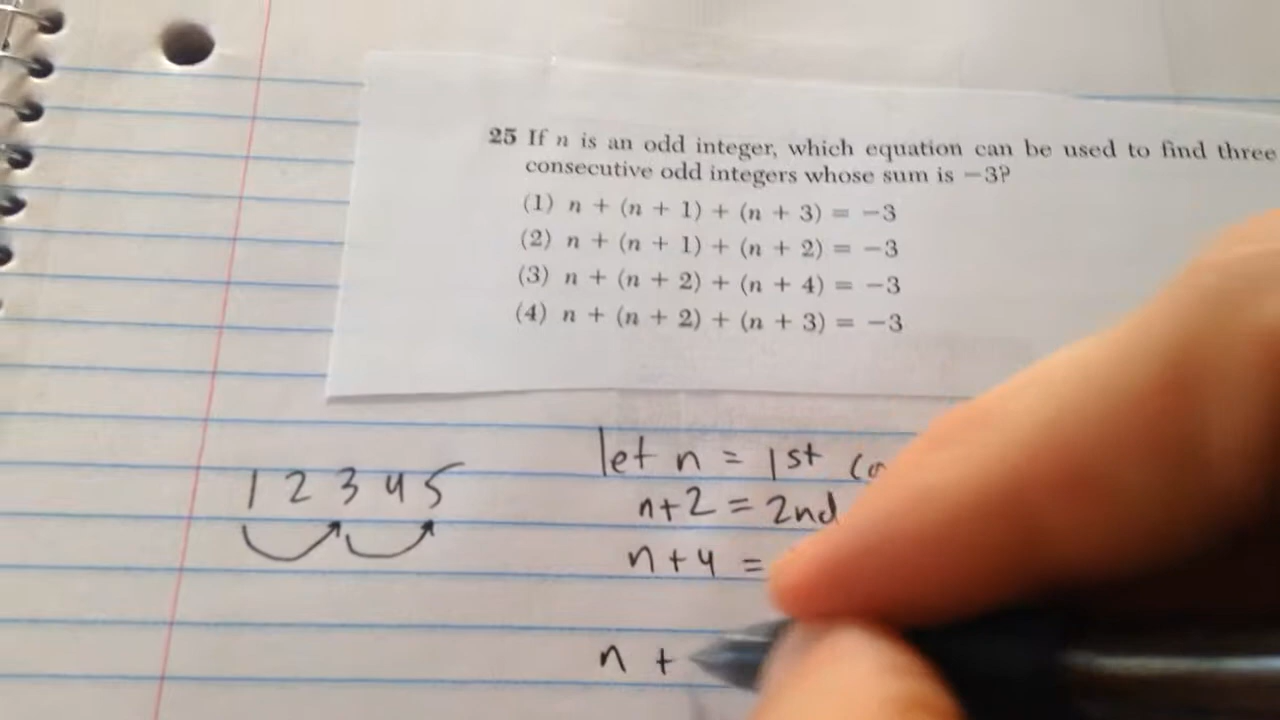 25 If n is an odd integer, which equation can be used to find three
consecutive odd integers whose sum is −3?
(1) n + (n + 1) + (n + 3) = −3
(2) n + (n + 1) + (n + 2) = −3
(3) n + (n + 2) + (n + 4) = −3
(4) n + (n + 2) + (n + 3) = −3
1 2 3 4 5
let n = 1st
n+2 = 2nd
n+4 =
n +